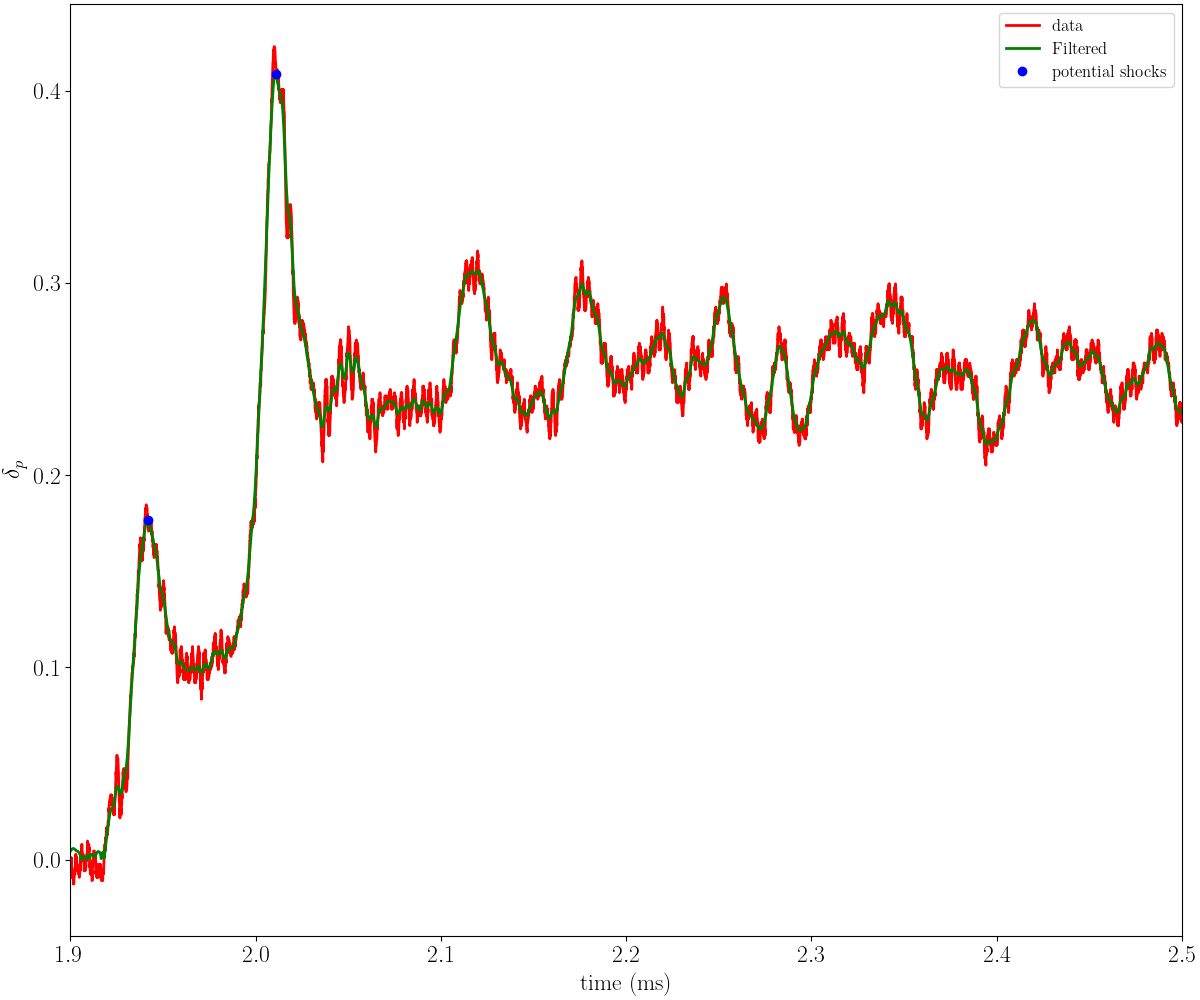 data
Filtered
potential shocks
0.4
0.3
0.2
0.1
0.0
δp
1.9 2.0 2.1 2.2 2.3 2.4 2.5
time (ms)